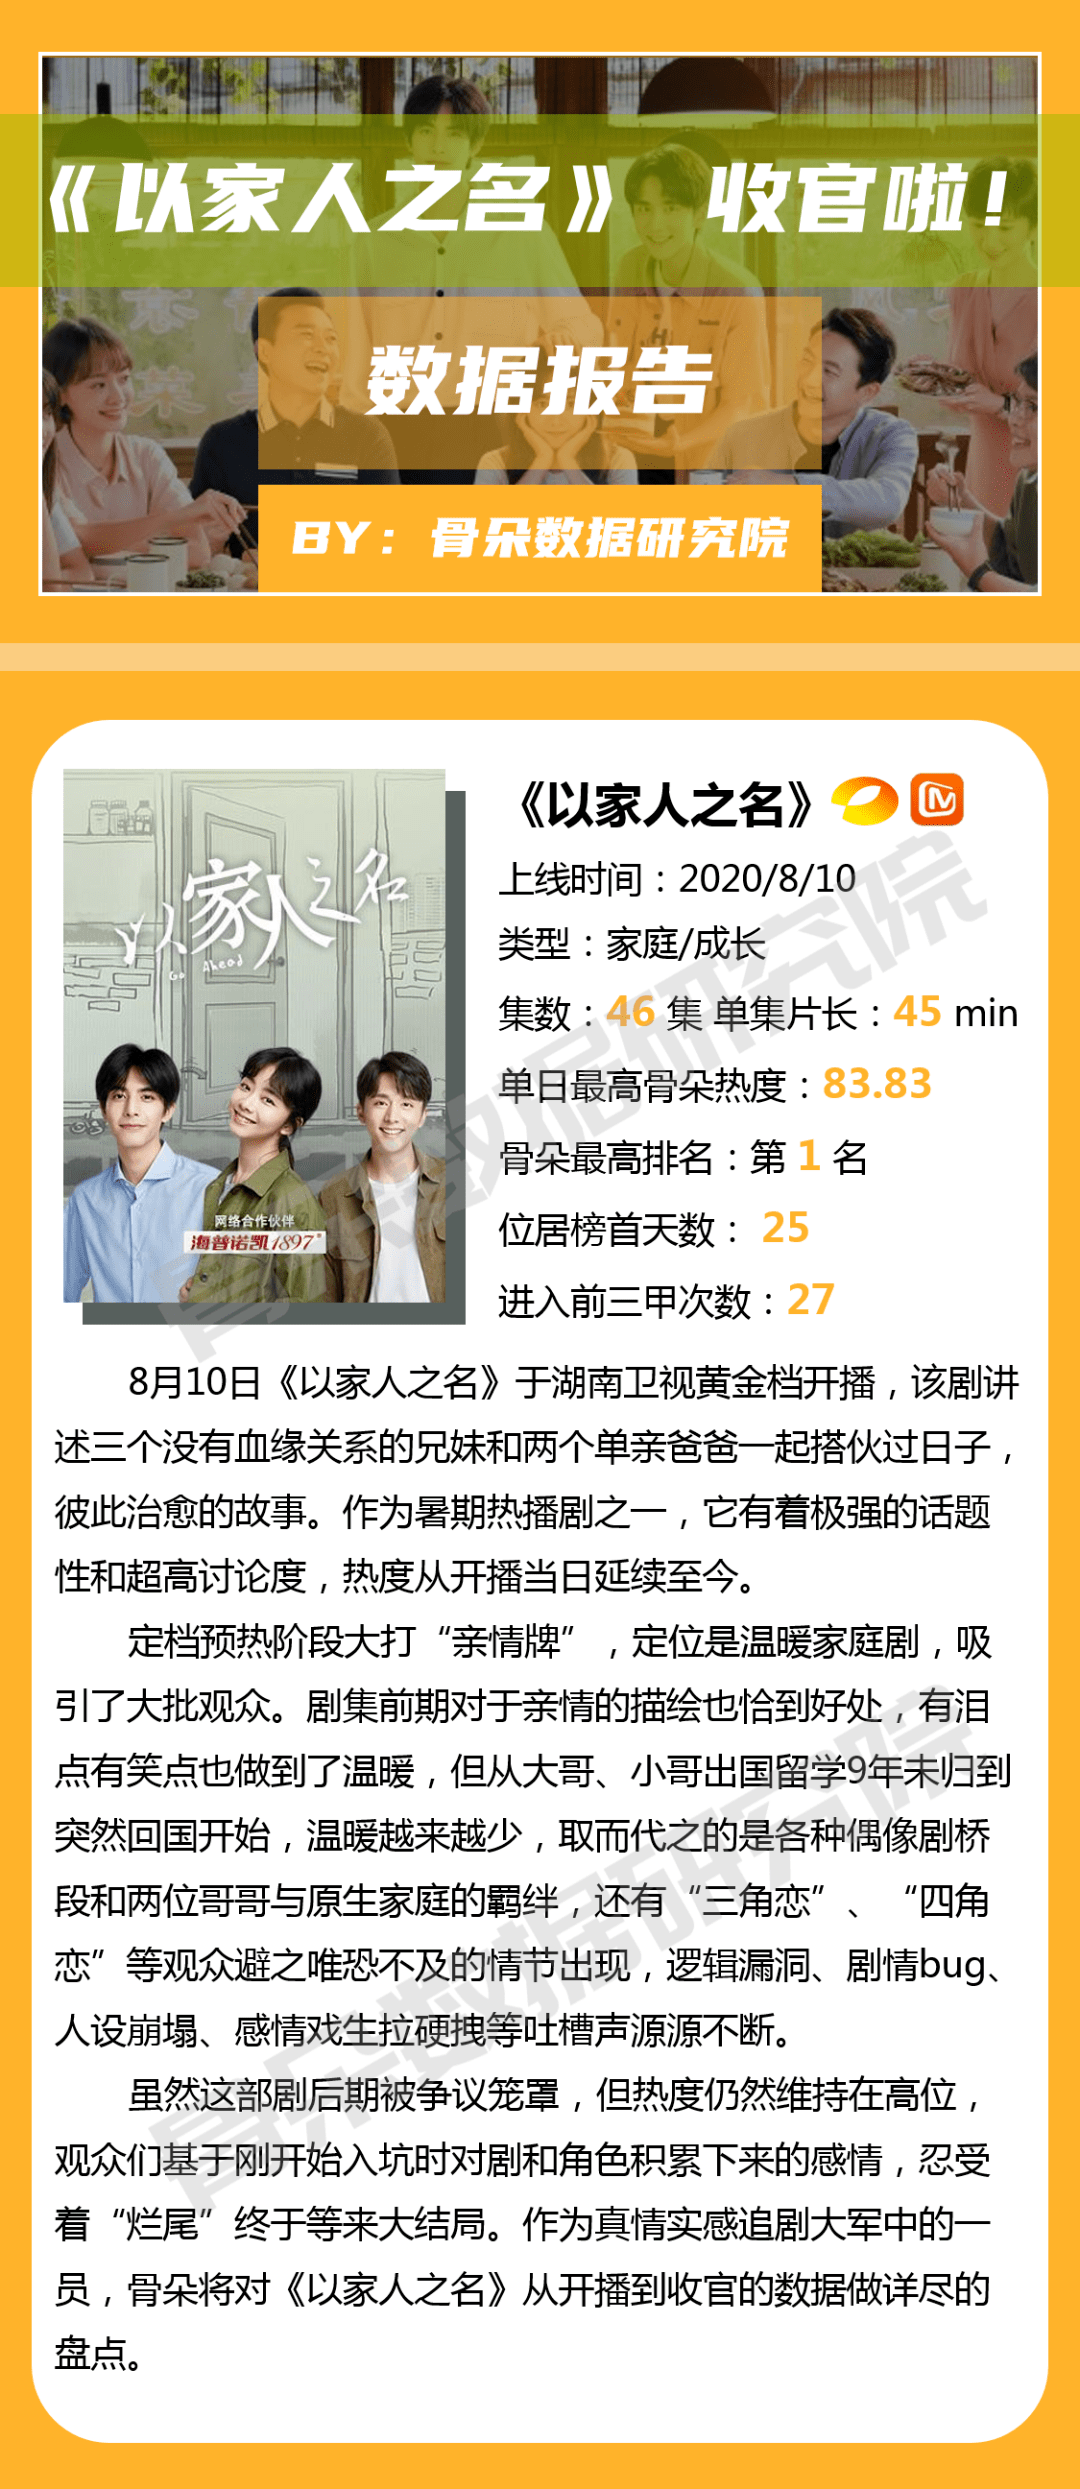 《以家人之名》 收官啦！
数据报告
BY：骨朵数据研究院
以家人之名
Go Ahead
网络合作伙伴
海普诺凯1897
《以家人之名》
上线时间：2020/8/10
类型：家庭/成长
集数：46 集 单集片长：45 min
单日最高骨朵热度：83.83
骨朵最高排名：第 1 名
位居榜首天数： 25
进入前三甲次数：27
8月10日《以家人之名》于湖南卫视黄金档开播，该剧讲
述三个没有血缘关系的兄妹和两个单亲爸爸一起搭伙过日子，
彼此治愈的故事。作为暑期热播剧之一，它有着极强的话题
性和超高讨论度，热度从开播当日延续至今。
定档预热阶段大打“亲情牌”，定位是温暖家庭剧，吸
引了大批观众。剧集前期对于亲情的描绘也恰到好处，有泪
点有笑点也做到了温暖，但从大哥、小哥出国留学9年未归到
突然回国开始，温暖越来越少，取而代之的是各种偶像剧桥
段和两位哥哥与原生家庭的羁绊，还有“三角恋”、“四角
恋”等观众避之唯恐不及的情节出现，逻辑漏洞、剧情bug、
人设崩塌、感情戏生拉硬拽等吐槽声源源不断。
虽然这部剧后期被争议笼罩，但热度仍然维持在高位，
观众们基于刚开始入坑时对剧和角色积累下来的感情，忍受
着“烂尾”终于等来大结局。作为真情实感追剧大军中的一
员，骨朵将对《以家人之名》从开播到收官的数据做详尽的
盘点。
骨朵数据研究院
骨朵数据研究院